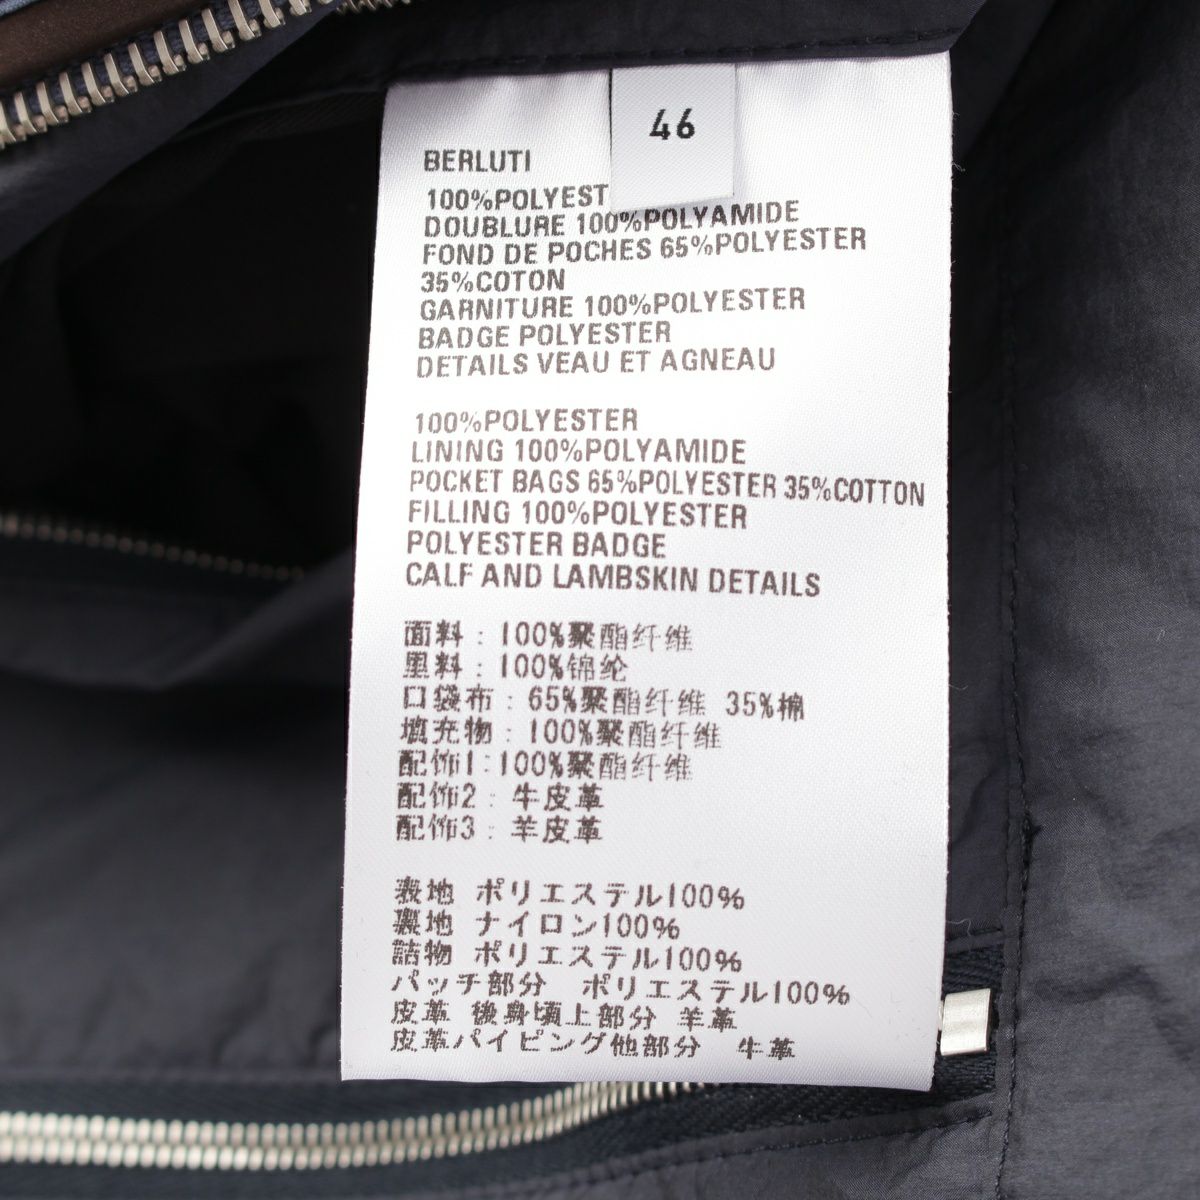 46
BERLUTI
100%POLYEST
DOUBLURE 100%POLYAMIDE
FOND DE POCHES 65%POLYESTER
35%COTON
GARNITURE 100%POLYESTER
BADGE POLYESTER
DETAILS VEAU ET AGNEAU
100%POLYESTER
LINING 100%POLYAMIDE
POCKET BAGS 65%POLYESTER 35%COTTON
FILLING 100%POLYESTER
POLYESTER BADGE
CALF AND LAMBSKIN DETAILS
面料：100%聚酯纤维
里料：100%锦纶
口袋布：65%聚酯纤维 35%棉
填充物：100%聚酯纤维
配饰1：100%聚酯纤维
配饰2：牛皮革
配饰3：羊皮革
表地 ポリエステル100%
裏地 ナイロン100%
詰物 ポリエステル100%
パッチ部分 ポリエステル100%
皮革 後身頃上部分 羊革
皮革パイピング他部分 牛革